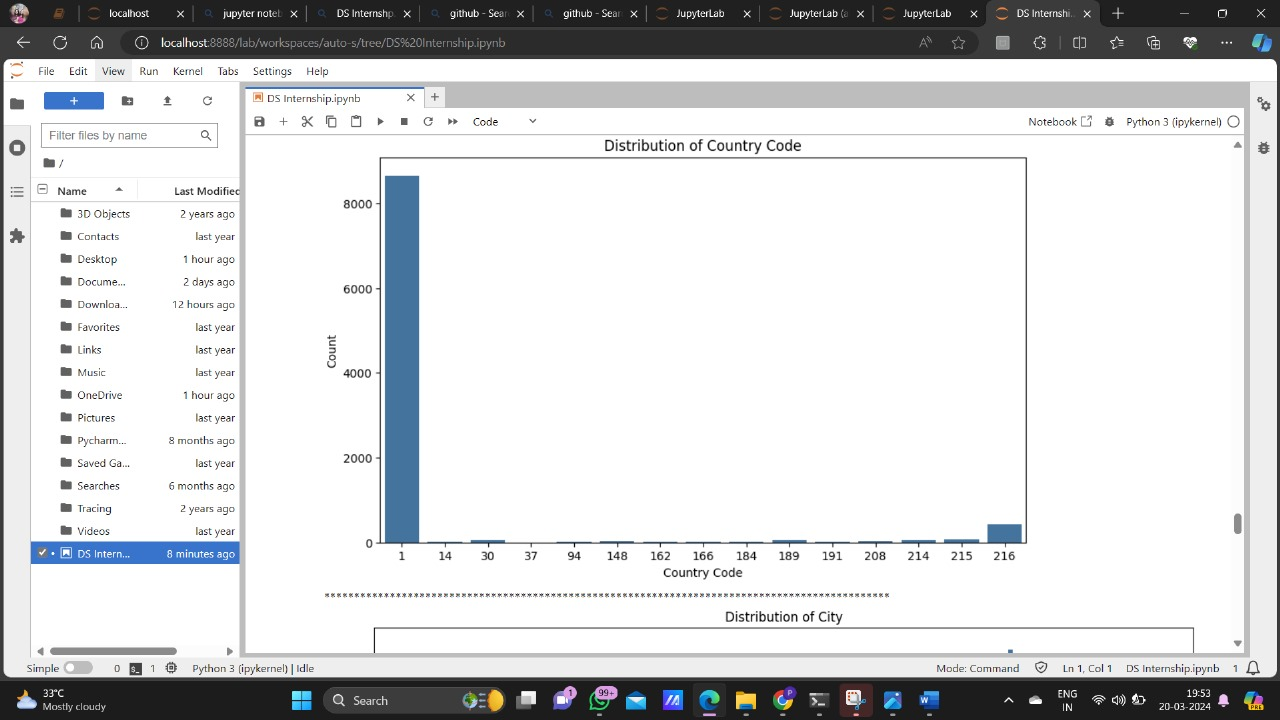 localhost
jupyter noteb
DS Internship.
github - Sear
github - Sear
JupyterLab
JupyterLab (a
JupyterLab
DS Internshi.
localhost:8888/lab/workspaces/auto-s/tree/DS%20Internship.ipynb
File Edit View Run Kernel Tabs Settings Help
DS Internship.ipynb
Filter files by name
Code
Notebook
Python 3 (ipykernel)
/
Name Last Modified
3D Objects 2 years ago
Contacts last year
Desktop 1 hour ago
Docume... 2 days ago
Downloa... 12 hours ago
Favorites last year
Links last year
Music last year
OneDrive 1 hour ago
Pictures last year
Pycharm... 8 months ago
Saved Ga... last year
Searches 6 months ago
Tracing 2 years ago
Videos last year
DS Intern... 8 minutes ago
Distribution of Country Code
8000
6000
4000
2000
0
Count
1 14 30 37 94 148 162 166 184 189 191 208 214 215 216
Country Code
Distribution of City
Simple 0 1 Python 3 (ipykernel) | Idle
Mode: Command Ln 1, Col 1 DS Internship.ipynb 1
33°C
Mostly cloudy
Search
1
99+
P
ENG
IN
19:53
20-03-2024
PRE